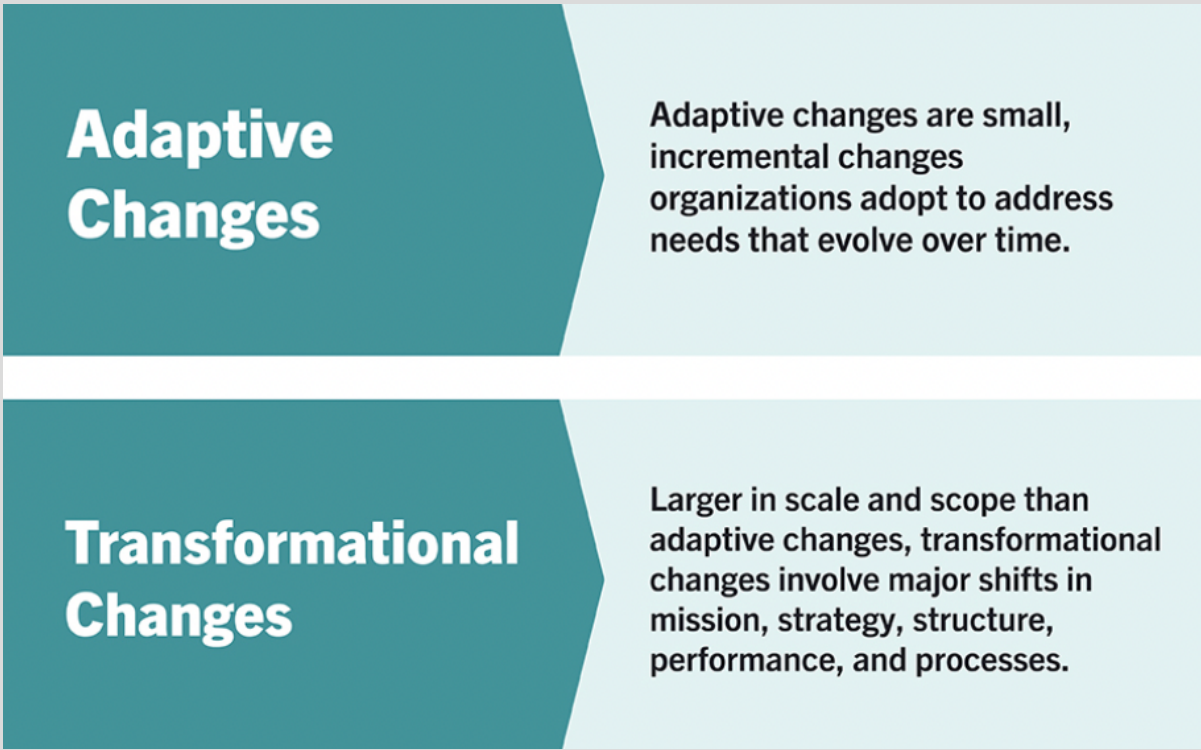 Adaptive
Changes
Adaptive changes are small,
incremental changes
organizations adopt to address
needs that evolve over time.
Transformational
Changes
Larger in scale and scope than
adaptive changes, transformational
changes involve major shifts in
mission, strategy, structure,
performance, and processes.